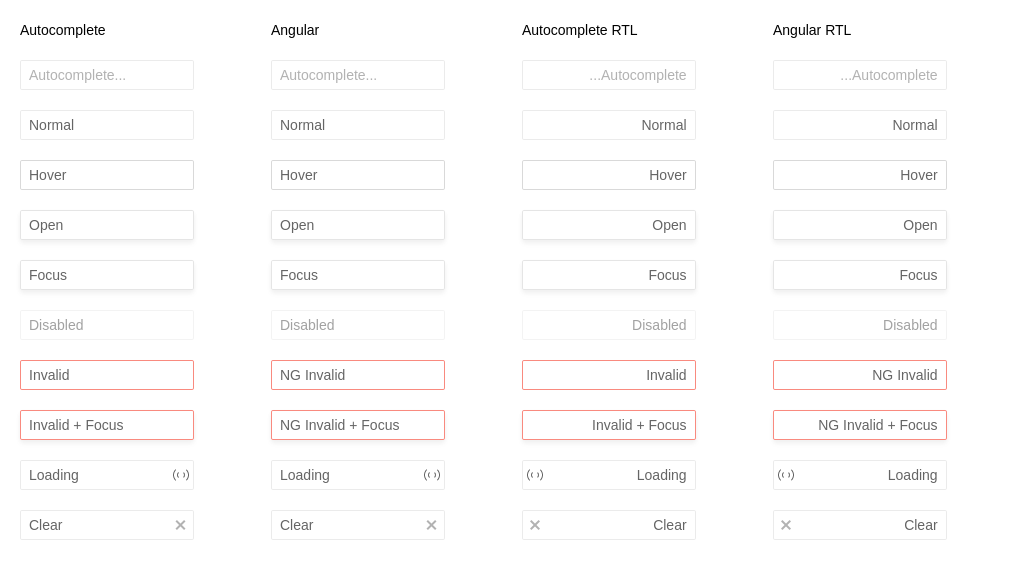 Autocomplete Angular Autocomplete RTL Angular RTL
Autocomplete... Autocomplete... ...Autocomplete ...Autocomplete
Normal Normal Normal Normal
Hover Hover Hover Hover
Open Open Open Open
Focus Focus Focus Focus
Disabled Disabled Disabled Disabled
Invalid NG Invalid Invalid NG Invalid
Invalid + Focus NG Invalid + Focus Invalid + Focus NG Invalid + Focus
Loading Loading Loading Loading
Clear Clear Clear Clear